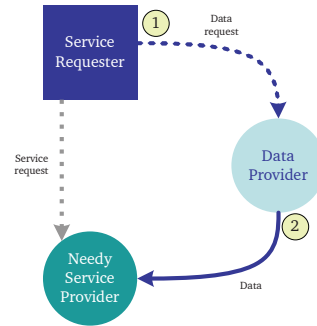 1
Data
request
Service
Requester
Service
request
Data
Provider
2
Needy
Service
Provider
Data